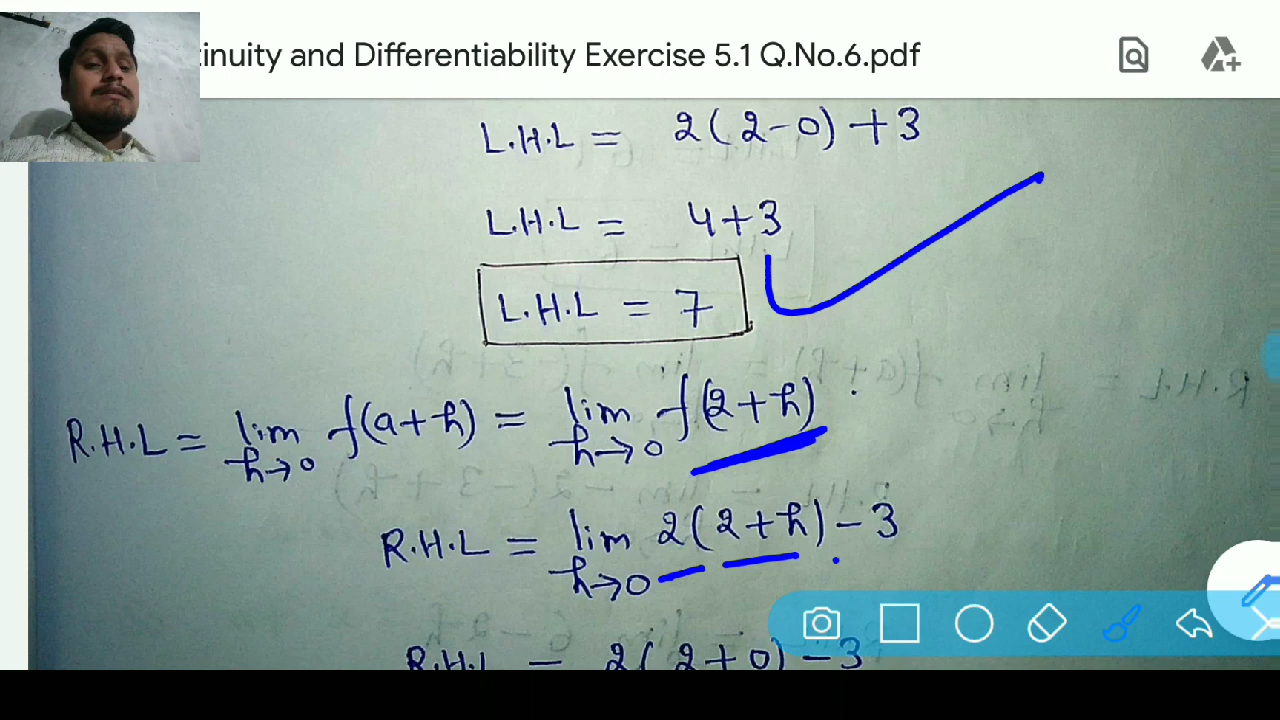 tinuity and Differentiability Exercise 5.1 Q.No.6.pdf
L.H.L = 2(2-0)+3
L.H.L = 4+3
L.H.L = 7
R.H.L = lim h→0 f(a+h) = lim h→0 f(2+h)
R.H.L = lim h→0 2(2+h)-3
R.H.L = 2(2+0)-3